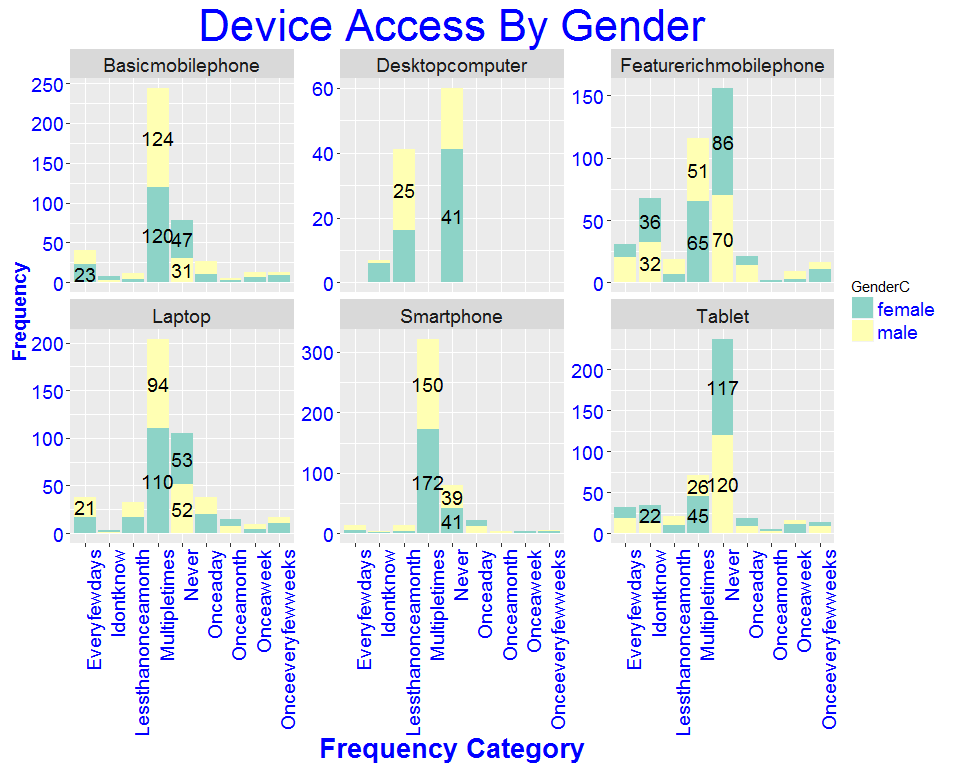 Device Access By Gender
Basicmobilephone
Desktopcomputer
Featurerichmobilephone
250
200
150
100
50
0
124
120
47
31
23
60
40
20
0
25
41
150
100
50
0
36
32
51
65
86
70
Frequency
Laptop
Smartphone
Tablet
200
150
100
50
0
21
94
110
53
52
300
200
100
0
150
172
39
41
200
150
100
50
0
22
26
45
117
120
GenderC
female
male
Everyfewdays
Idontknow
Lessthanonceamonth
Multipletimes
Never
Onceaday
Onceamonth
Onceaweek
Onceeveryfewweeks
Everyfewdays
Idontknow
Lessthanonceamonth
Multipletimes
Never
Onceaday
Onceamonth
Onceaweek
Onceeveryfewweeks
Everyfewdays
Idontknow
Lessthanonceamonth
Multipletimes
Never
Onceaday
Onceamonth
Onceaweek
Onceeveryfewweeks
Frequency Category